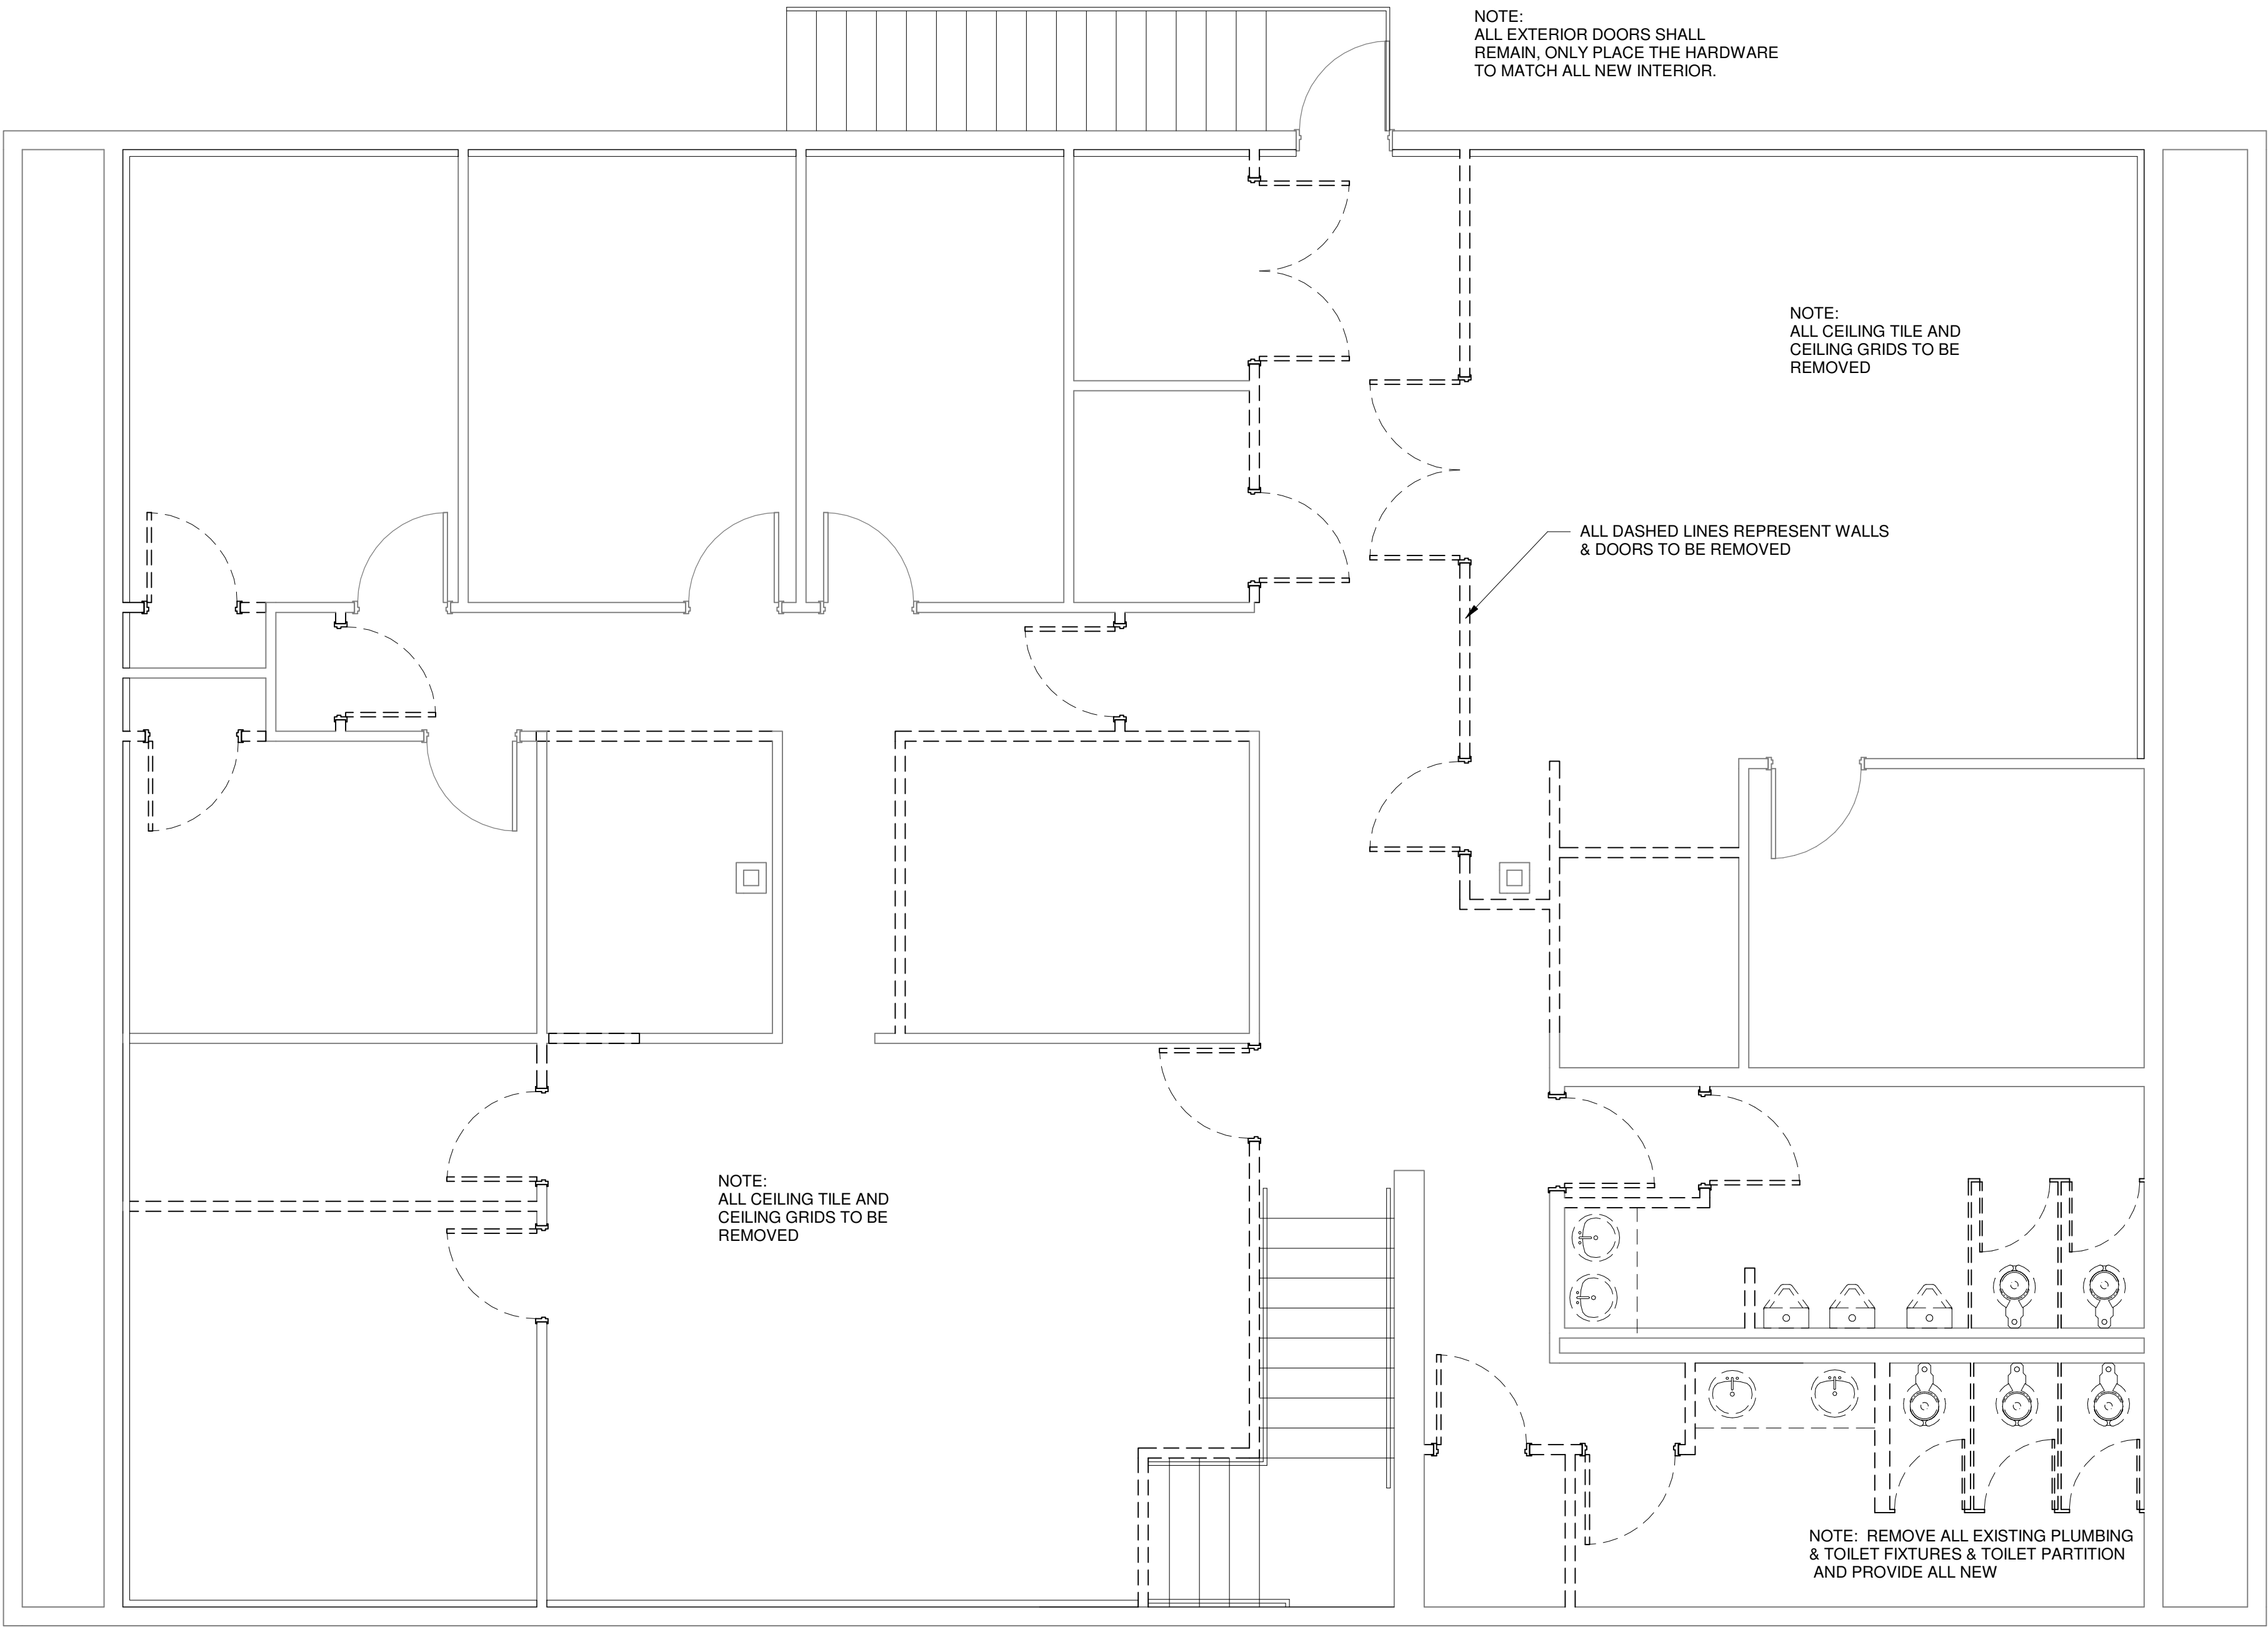 NOTE:
ALL EXTERIOR DOORS SHALL
REMAIN, ONLY PLACE THE HARDWARE
TO MATCH ALL NEW INTERIOR.
NOTE:
ALL CEILING TILE AND
CEILING GRIDS TO BE
REMOVED
ALL DASHED LINES REPRESENT WALLS
& DOORS TO BE REMOVED
NOTE:
ALL CEILING TILE AND
CEILING GRIDS TO BE
REMOVED
NOTE: REMOVE ALL EXISTING PLUMBING
& TOILET FIXTURES & TOILET PARTITION
AND PROVIDE ALL NEW